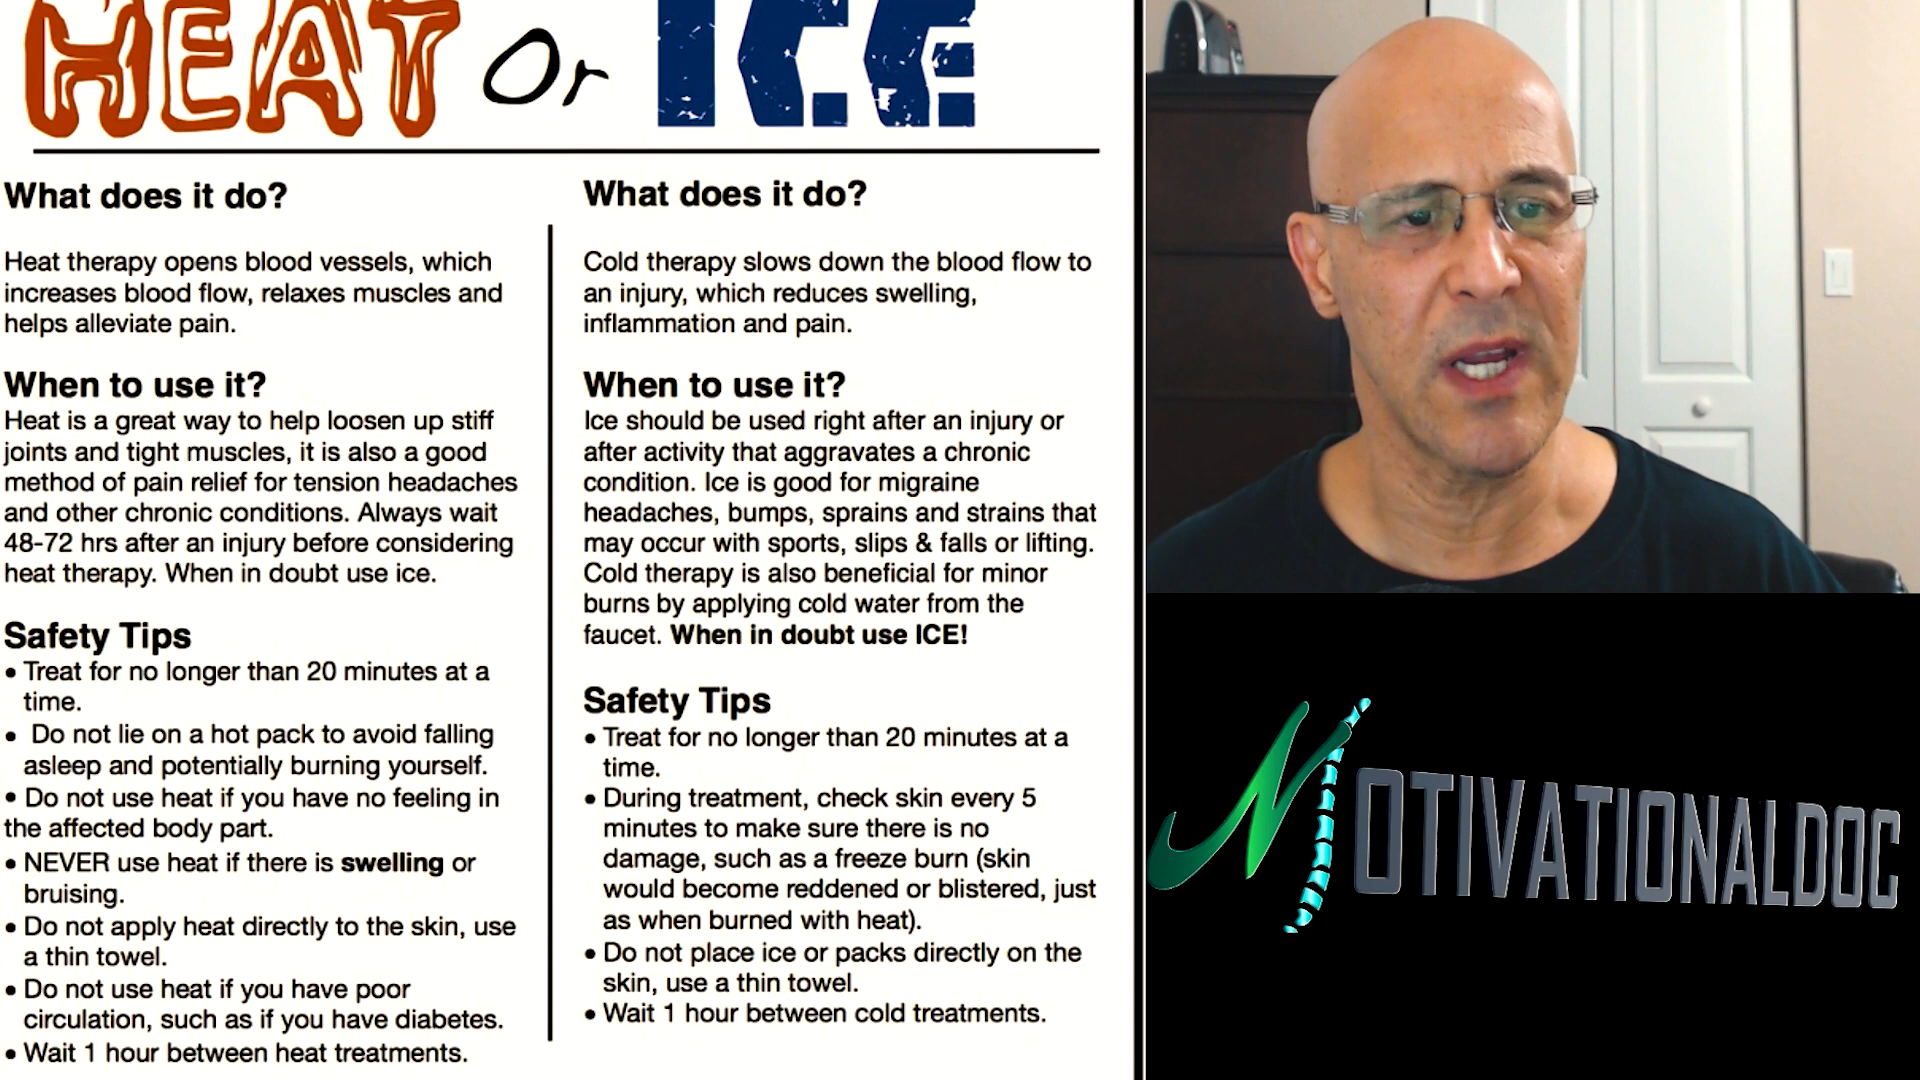 HEAT or ICE
What does it do?
Heat therapy opens blood vessels, which
increases blood flow, relaxes muscles and
helps alleviate pain.
When to use it?
Heat is a great way to help loosen up stiff
joints and tight muscles, it is also a good
method of pain relief for tension headaches
and other chronic conditions. Always wait
48-72 hrs after an injury before considering
heat therapy. When in doubt use ice.
Safety Tips
• Treat for no longer than 20 minutes at a
time.
• Do not lie on a hot pack to avoid falling
asleep and potentially burning yourself.
• Do not use heat if you have no feeling in
the affected body part.
• NEVER use heat if there is swelling or
bruising.
• Do not apply heat directly to the skin, use
a thin towel.
• Do not use heat if you have poor
circulation, such as if you have diabetes.
• Wait 1 hour between heat treatments.
What does it do?
Cold therapy slows down the blood flow to
an injury, which reduces swelling,
inflammation and pain.
When to use it?
Ice should be used right after an injury or
after activity that aggravates a chronic
condition. Ice is good for migraine
headaches, bumps, sprains and strains that
may occur with sports, slips & falls or lifting.
Cold therapy is also beneficial for minor
burns by applying cold water from the
faucet. When in doubt use ICE!
Safety Tips
• Treat for no longer than 20 minutes at a
time.
• During treatment, check skin every 5
minutes to make sure there is no
damage, such as a freeze burn (skin
would become reddened or blistered, just
as when burned with heat).
• Do not place ice or packs directly on the
skin, use a thin towel.
• Wait 1 hour between cold treatments.
MOTIVATIONALDOC